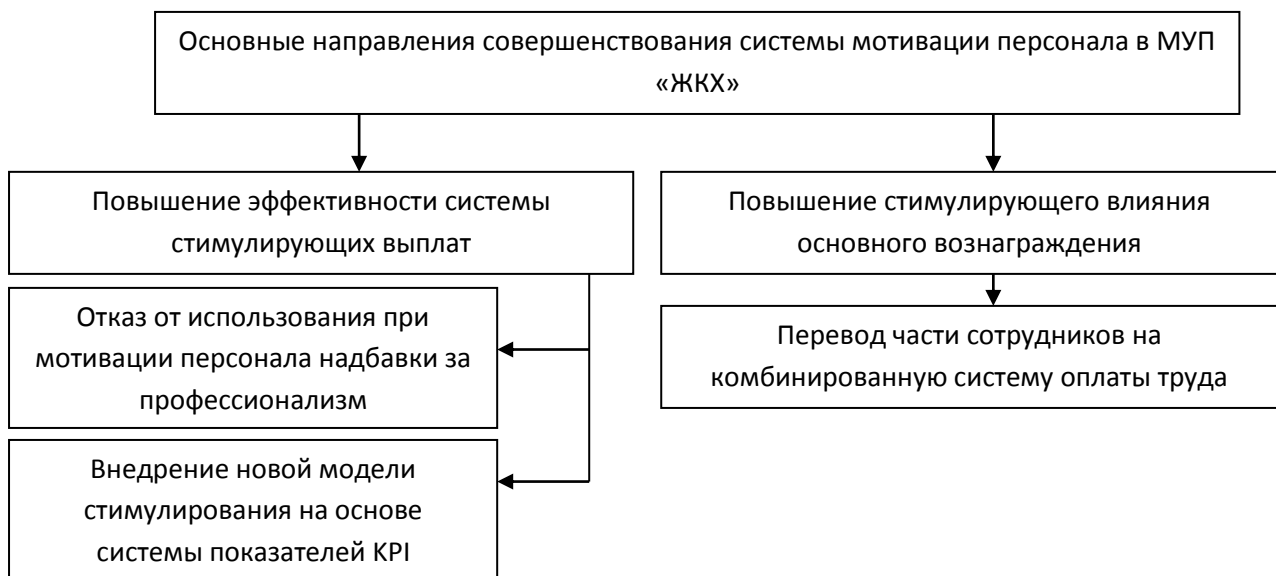 Основные направления совершенствования системы мотивации персонала в МУП
«ЖКХ»
Повышение эффективности системы
стимулирующих выплат
Повышение стимулирующего влияния
основного вознаграждения
Отказ от использования при
мотивации персонала надбавки за
профессионализм
Перевод части сотрудников на
комбинированную систему оплаты труда
Внедрение новой модели
стимулирования на основе
системы показателей KPI